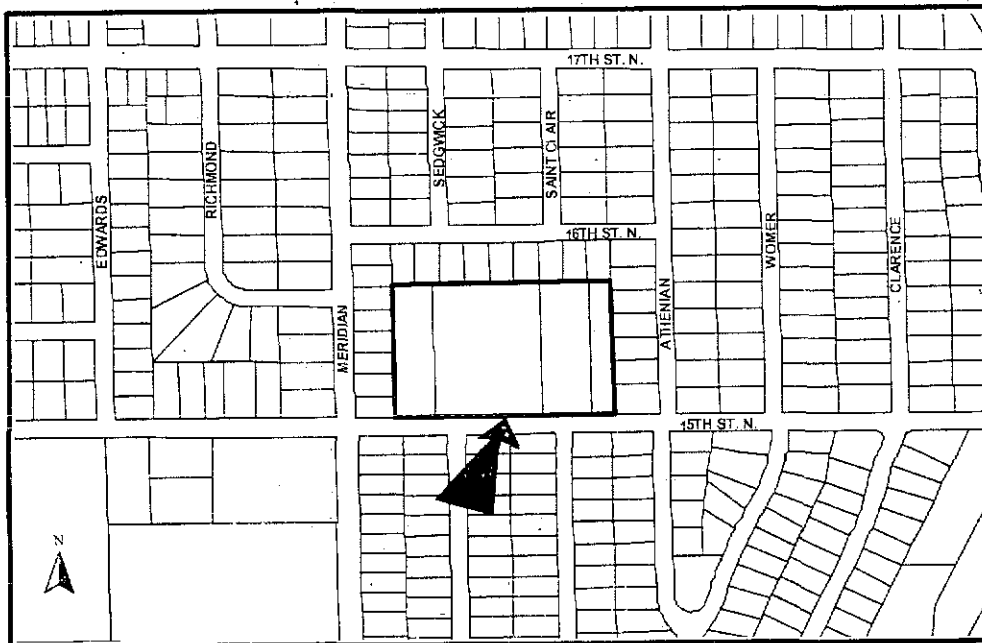 17TH ST. N.
SEDGWICK
SAINT CLAIR
RICHMOND
EDWARDS
16TH ST. N.
WOMER
CLARENCE
MERIDIAN
ATHENIAN
15TH ST. N.
N